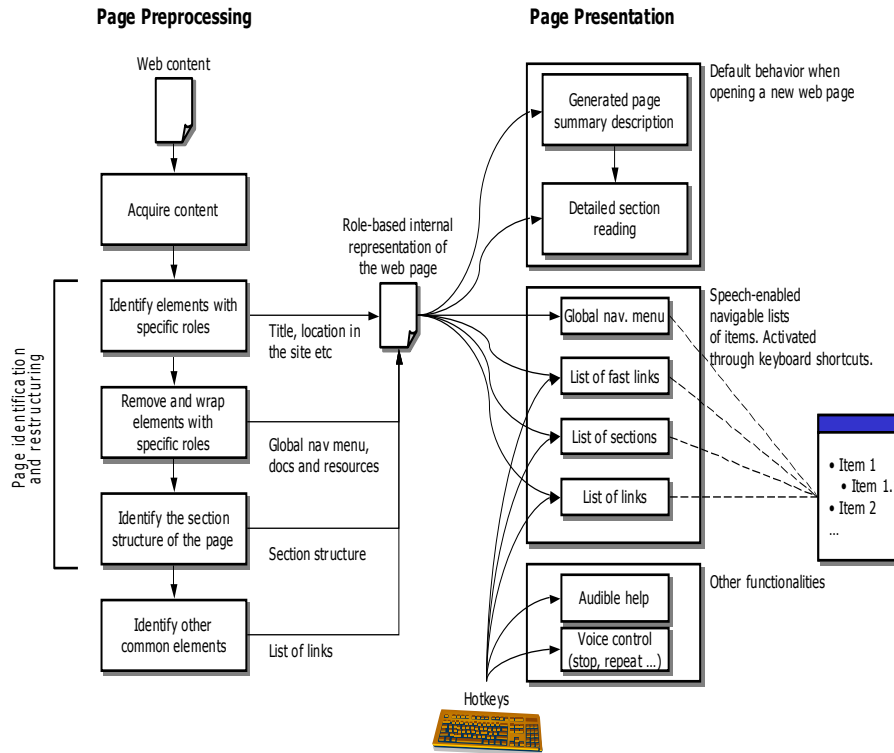 Page Preprocessing
Web content
Acquire content
Page identification
and restructuring
Identify elements with
specific roles
Title, location in
the site etc
Remove and wrap
elements with
specific roles
Global nav menu,
docs and resources
Identify the section
structure of the page
Section structure
Identify other
common elements
List of links
Role-based internal
representation of
the web page
Page Presentation
Generated page
summary description
Detailed section
reading
Default behavior when
opening a new web page
Global nav. menu
List of fast links
List of sections
List of links
Speech-enabled
navigable lists
of items. Activated
through keyboard shortcuts.
• Item 1
• Item 1.
• Item 2
...
Audible help
Voice control
(stop, repeat ...)
Other functionalities
Hotkeys